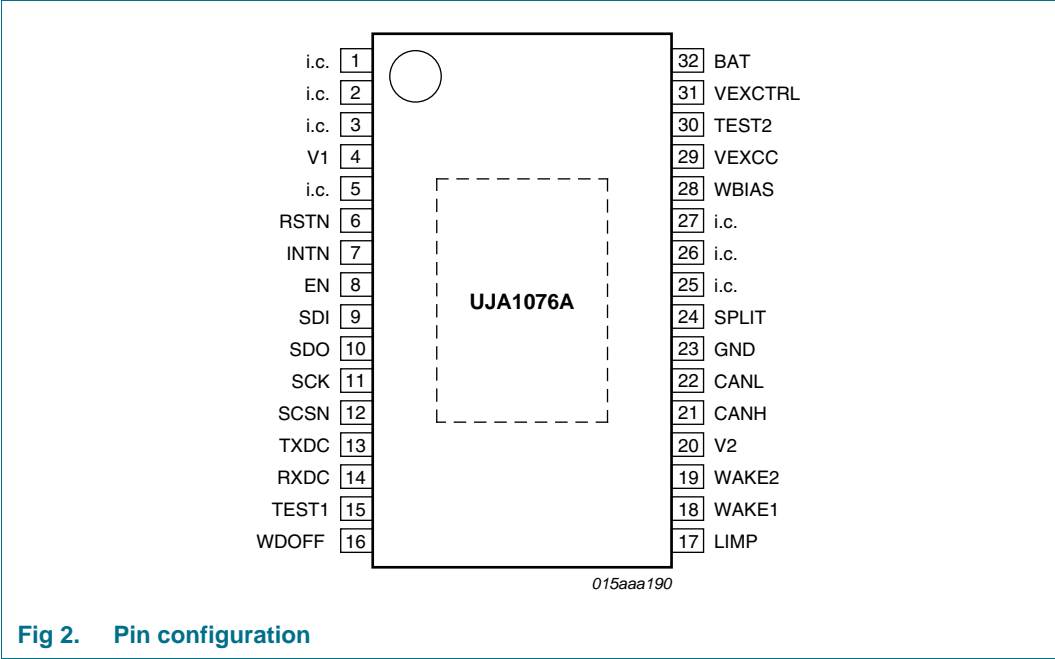 i.c. 1 32 BAT
i.c. 2 31 VEXCTRL
i.c. 3 30 TEST2
V1 4 29 VEXCC
i.c. 5 28 WBIAS
RSTN 6 27 i.c.
INTN 7 26 i.c.
EN 8 25 i.c.
UJA1076A
SDI 9 24 SPLIT
SDO 10 23 GND
SCK 11 22 CANL
SCSN 12 21 CANH
TXDC 13 20 V2
RXDC 14 19 WAKE2
TEST1 15 18 WAKE1
WDOFF 16 17 LIMP
015aaa190
Fig 2. Pin configuration